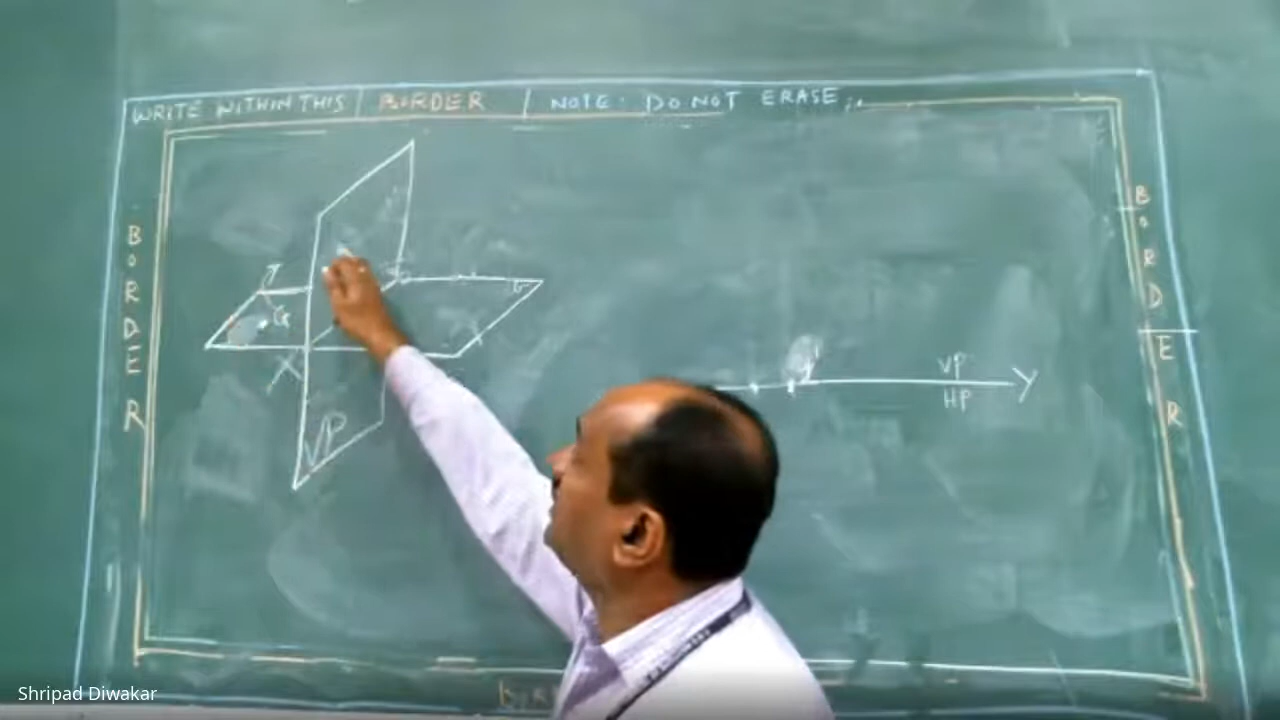 WRITE WITHIN THIS | BORDER | NOTE: DO NOT ERASE
BORDER
BORDER
G
X
VP
VP
HP
Y
Shripad Diwakar